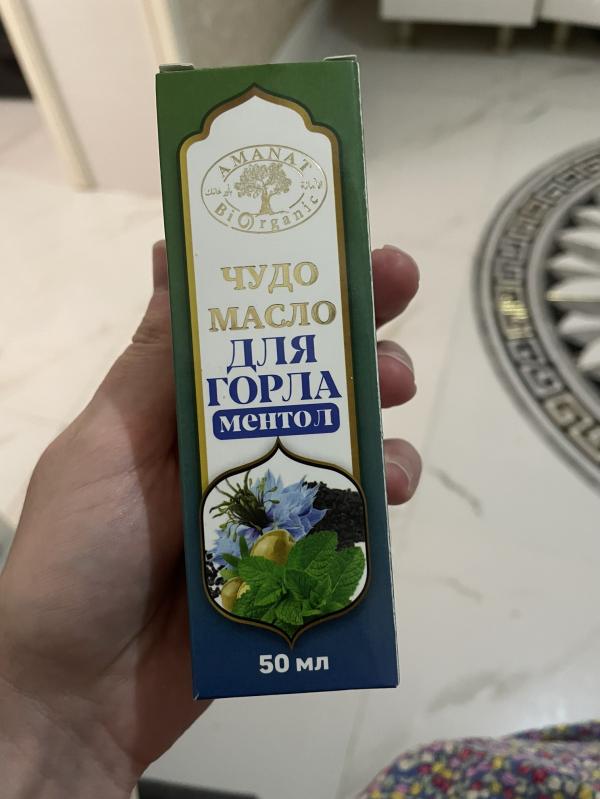 AMANAT
BiOrganic
ЧУДО
МАСЛО
ДЛЯ
ГОРЛА
МЕНТОЛ
50 мл